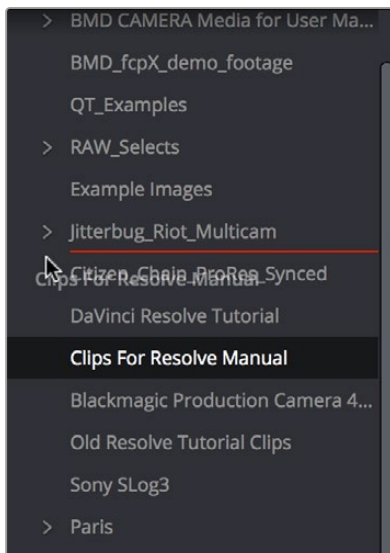 BMD CAMERA Media for User Ma...
BMD_fcpX_demo_footage
QT_Examples
RAW_Selects
Example Images
Jitterbug_Riot_Multicam
Citizen_Chain_ProRes_Synced
Clips For Resolve Manual
DaVinci Resolve Tutorial
Clips For Resolve Manual
Blackmagic Production Camera 4...
Old Resolve Tutorial Clips
Sony SLog3
Paris